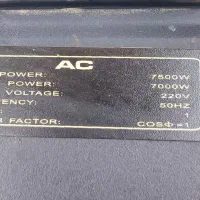 AC
POWER: 7500W
POWER: 7000W
VOLTAGE: 220V
ENCY: 50HZ
1
R FACTOR: COSΦ=1